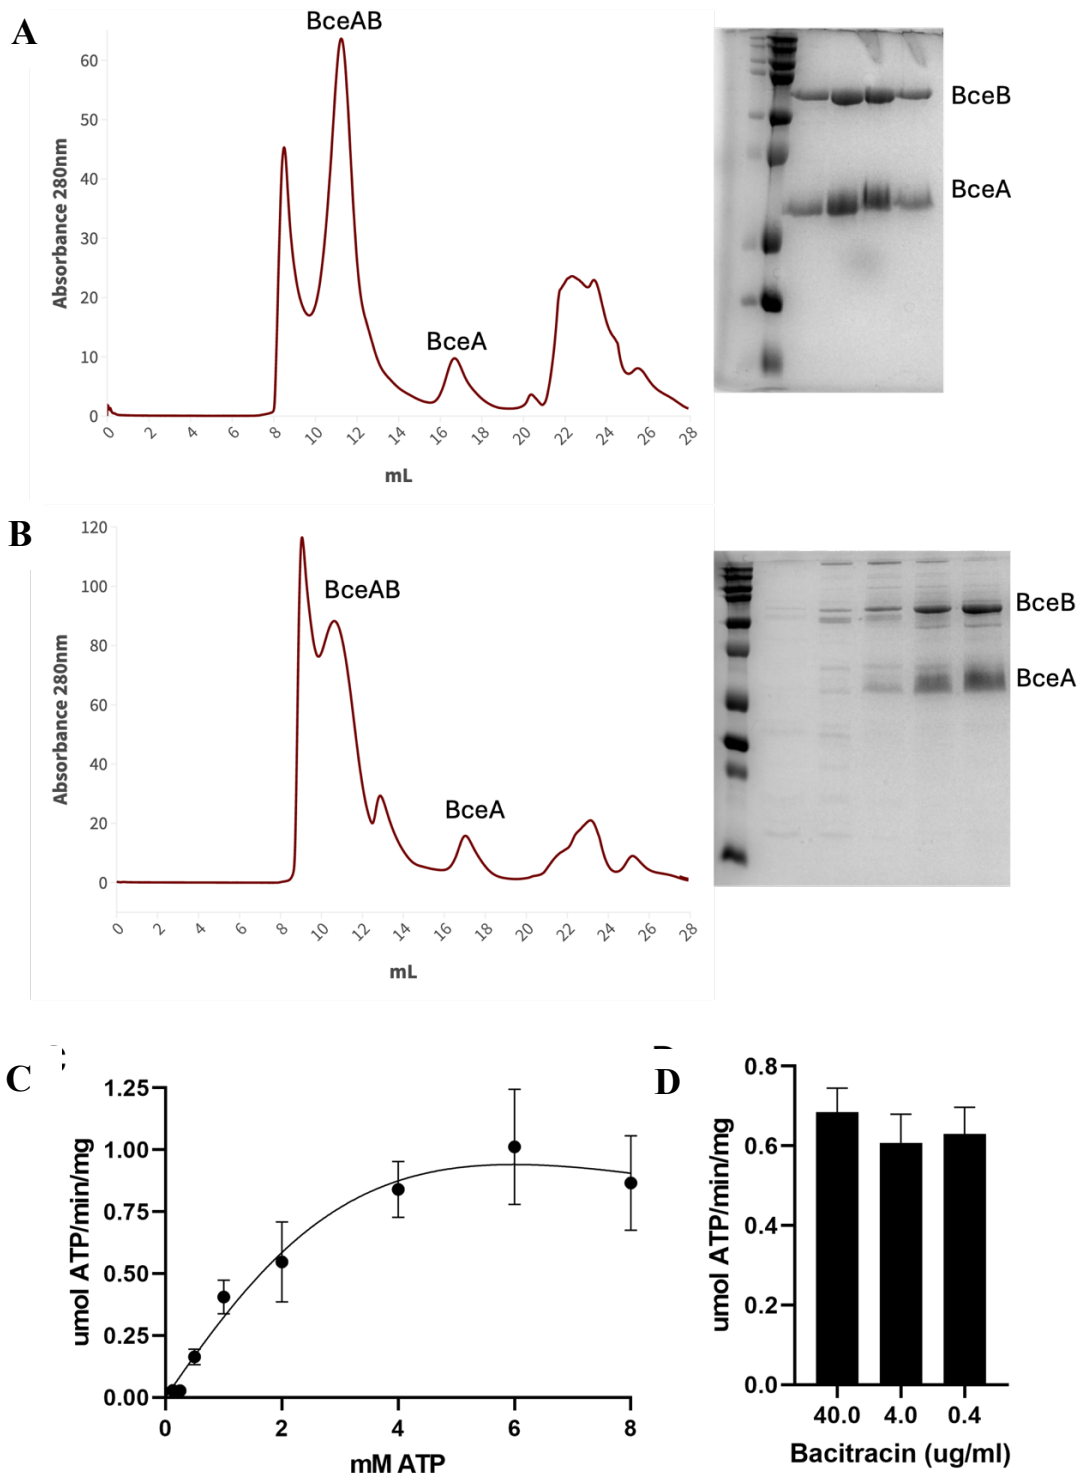 A
BceAB
60
50
40
30
20
10
0
Absorbance 280nm
BceA
0 2 4 6 8 10 12 14 16 18 20 22 24 26 28
mL
BceB
BceA
B
120
100
80
60
40
20
0
Absorbance 280nm
BceAB
BceA
0 2 4 6 8 10 12 14 16 18 20 22 24 26 28
mL
BceB
BceA
C
1.25
1.00
0.75
0.50
0.25
0.00
umol ATP/min/mg
0 2 4 6 8
mM ATP
D
0.8
0.6
0.4
0.2
0.0
umol ATP/min/mg
40.0 4.0 0.4
Bacitracin (ug/ml)